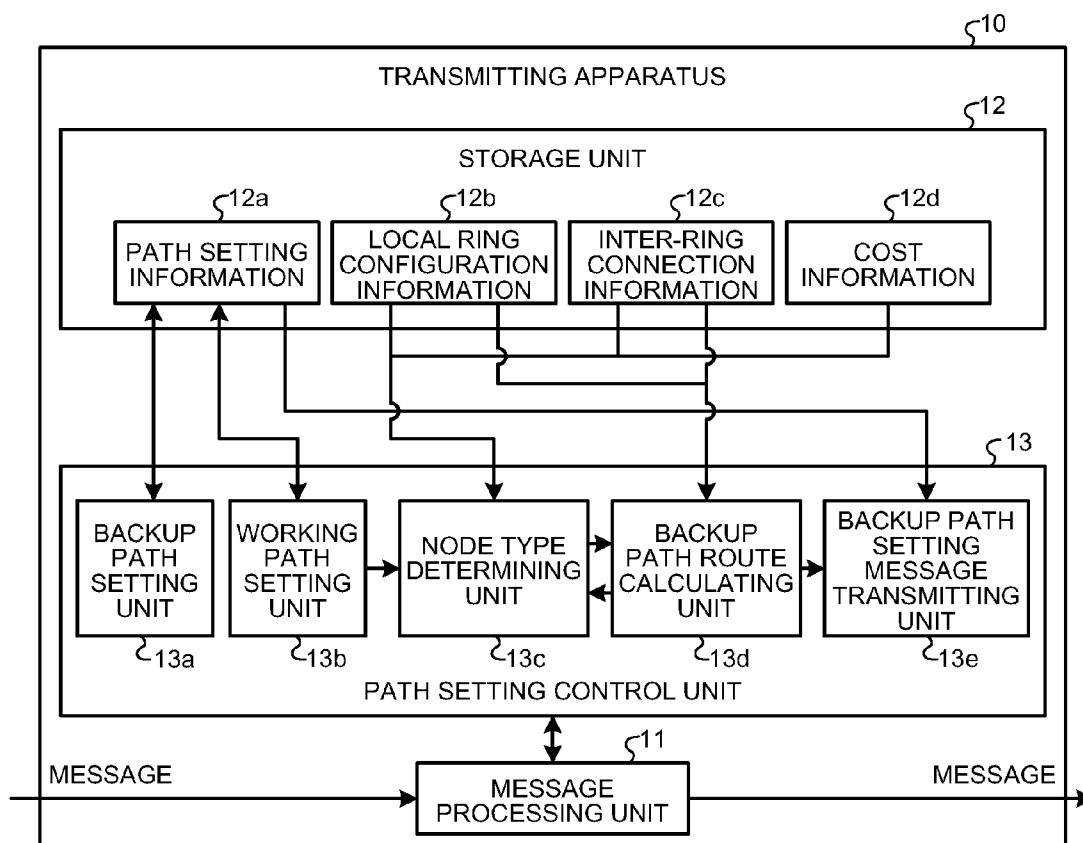 10
TRANSMITTING APPARATUS
12
STORAGE UNIT
12a
12b
12c
12d
PATH SETTING
INFORMATION
LOCAL RING
CONFIGURATION
INFORMATION
INTER-RING
CONNECTION
INFORMATION
COST
INFORMATION
13
BACKUP
PATH
SETTING
UNIT
WORKING
PATH
SETTING
UNIT
NODE TYPE
DETERMINING
UNIT
BACKUP
PATH ROUTE
CALCULATING
UNIT
BACKUP PATH
SETTING
MESSAGE
TRANSMITTING
UNIT
13a
13b
13c
13d
13e
PATH SETTING CONTROL UNIT
11
MESSAGE
MESSAGE
PROCESSING UNIT
MESSAGE